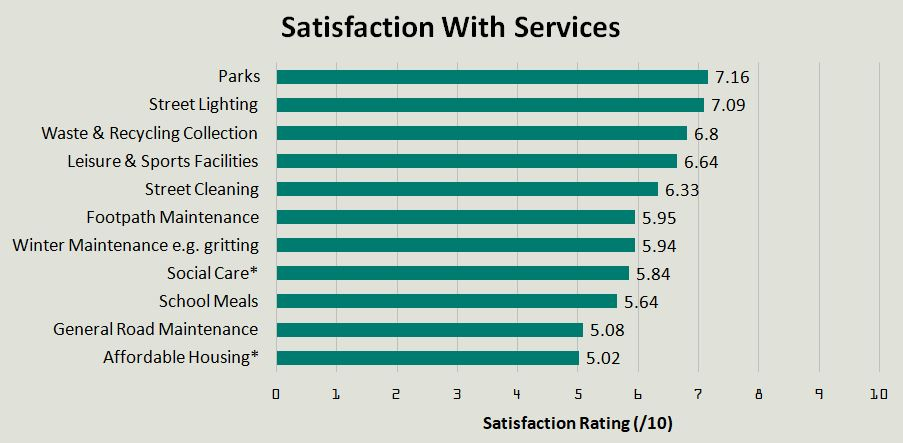 Satisfaction With Services
Parks 7.16
Street Lighting 7.09
Waste & Recycling Collection 6.8
Leisure & Sports Facilities 6.64
Street Cleaning 6.33
Footpath Maintenance 5.95
Winter Maintenance e.g. gritting 5.94
Social Care* 5.84
School Meals 5.64
General Road Maintenance 5.08
Affordable Housing* 5.02
0 1 2 3 4 5 6 7 8 9 10
Satisfaction Rating (/10)